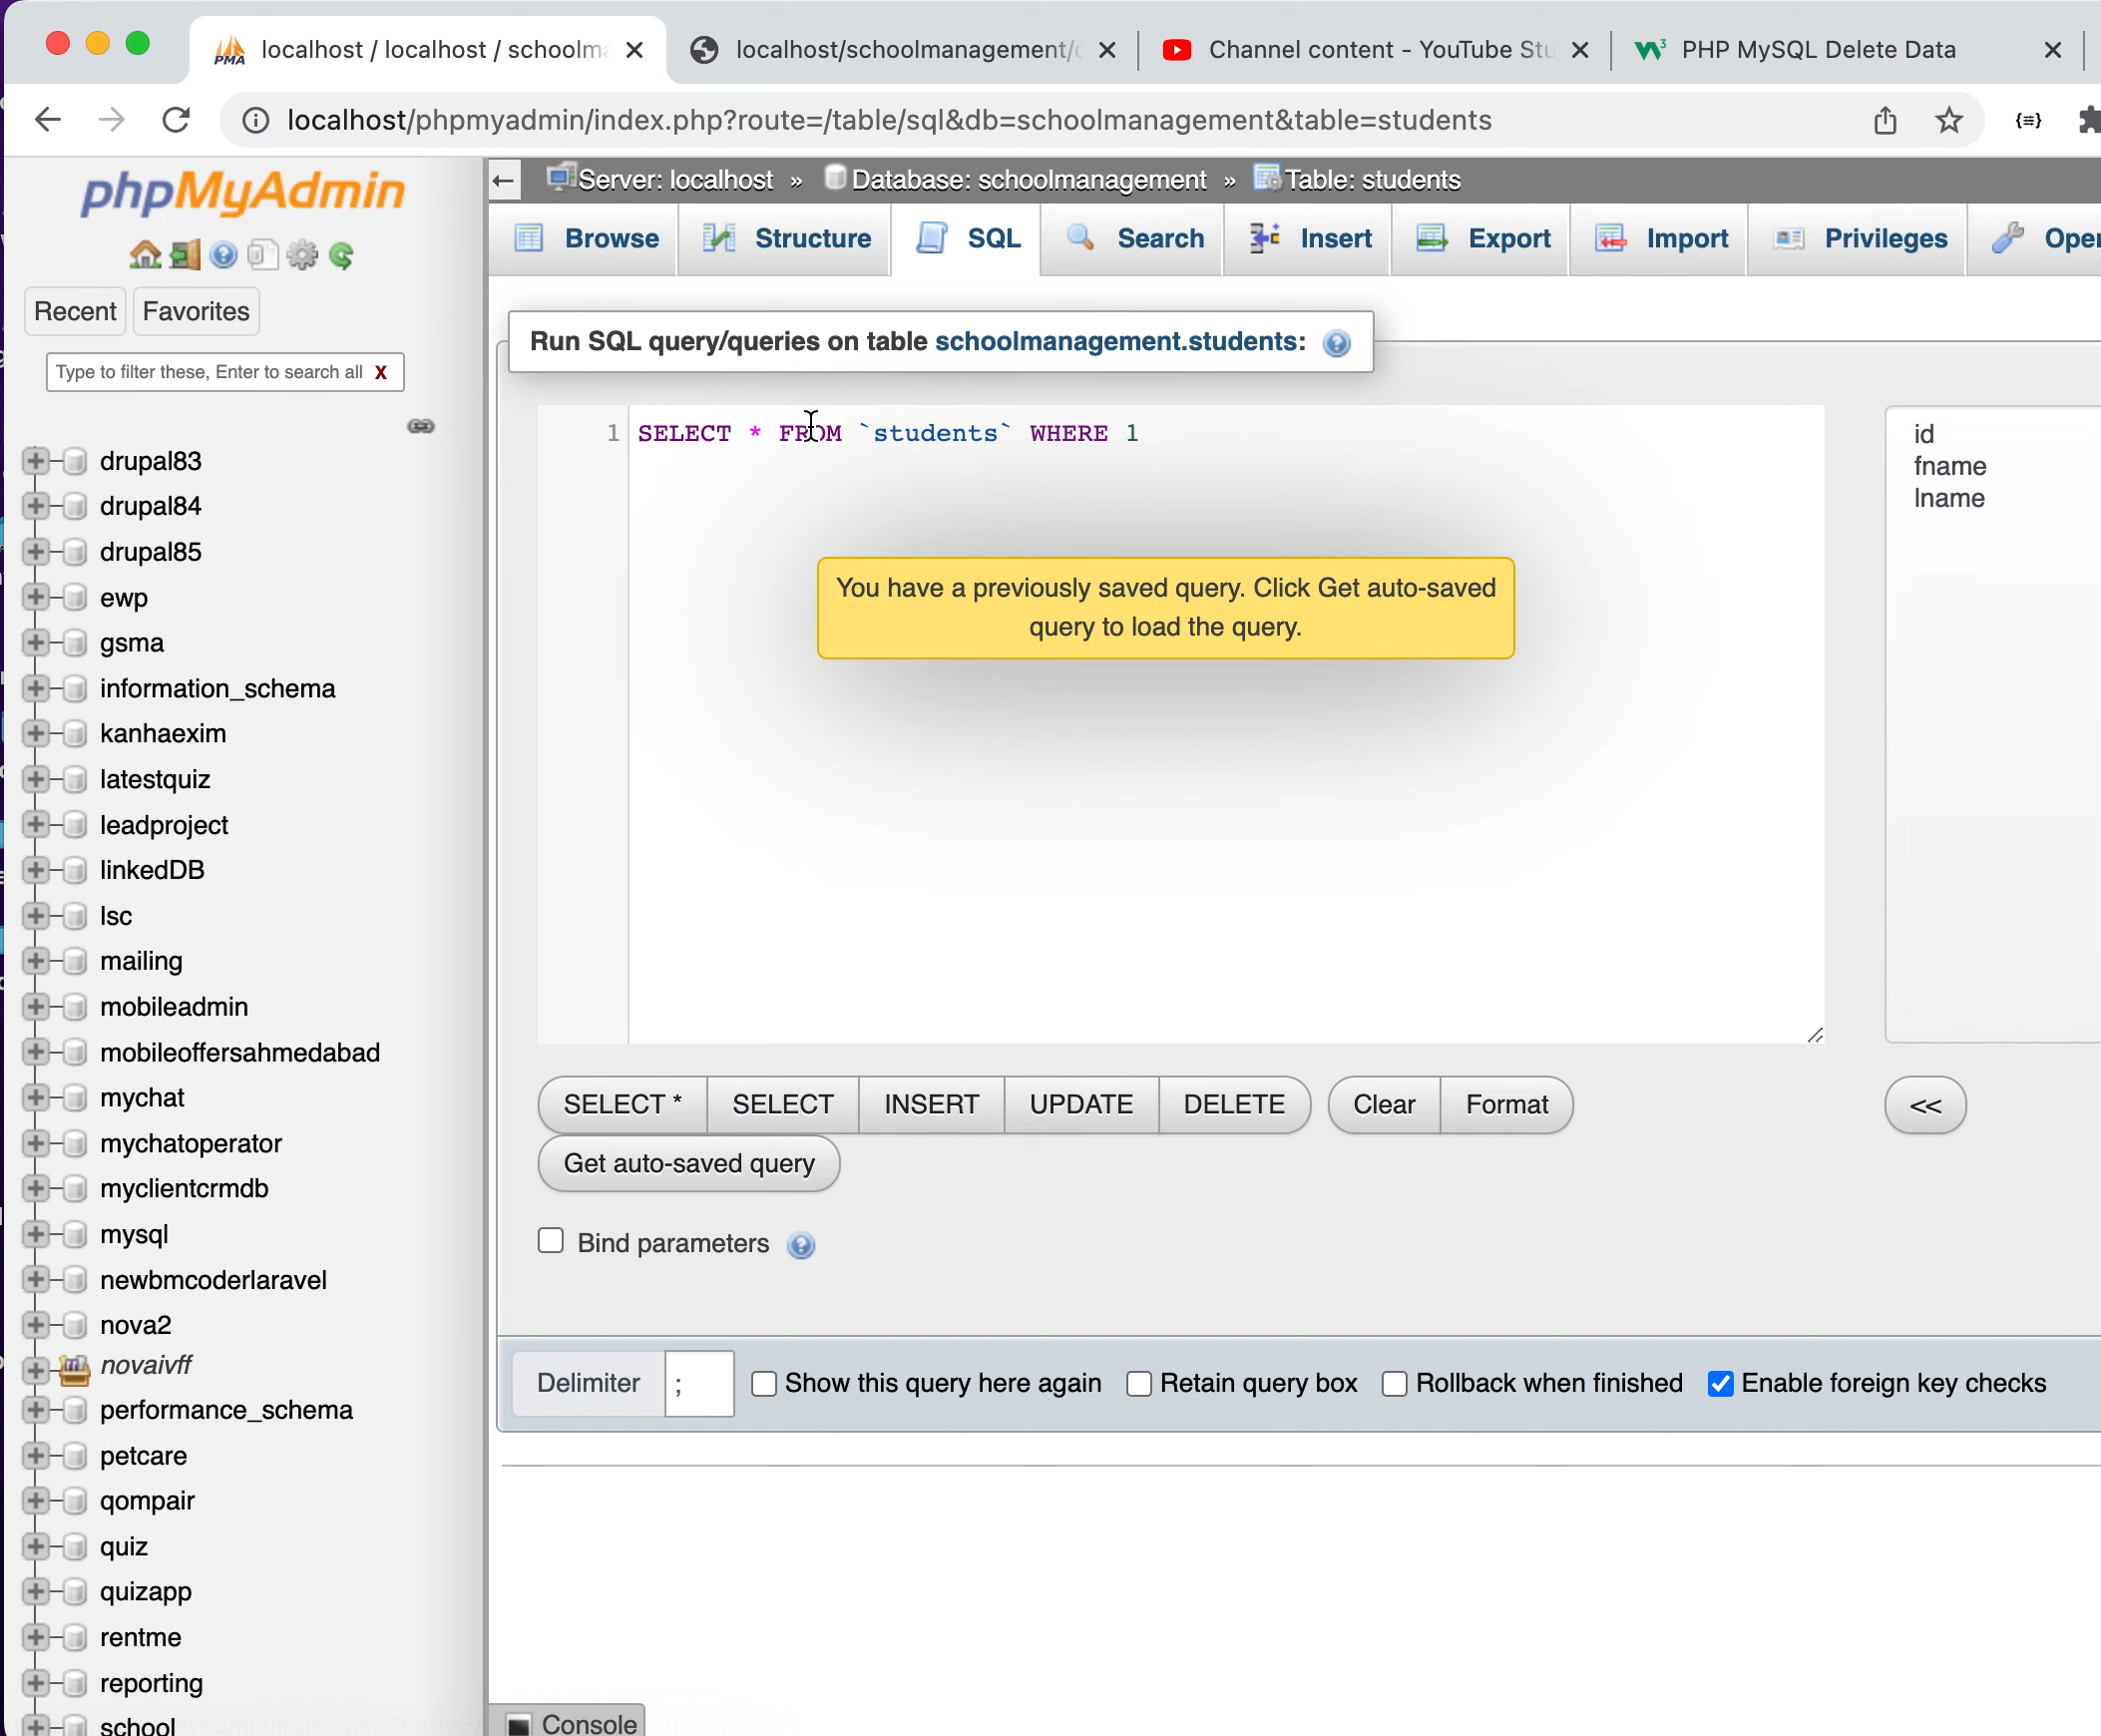 localhost / localhost / schoolma
localhost/schoolmanagement/
Channel content - YouTube Stu
PHP MySQL Delete Data
localhost/phpmyadmin/index.php?route=/table/sql&db=schoolmanagement&table=students
phpMyAdmin
Recent
Favorites
Type to filter these, Enter to search all X
drupal83
drupal84
drupal85
ewp
gsma
information_schema
kanhaexim
latestquiz
leadproject
linkedDB
lsc
mailing
mobileadmin
mobileoffersahmedabad
mychat
mychatoperator
myclientcrmdb
mysql
newbmcoderlaravel
nova2
novaivff
performance_schema
petcare
qompair
quiz
quizapp
rentme
reporting
school
Server: localhost » Database: schoolmanagement » Table: students
Browse
Structure
SQL
Search
Insert
Export
Import
Privileges
Oper
Run SQL query/queries on table schoolmanagement.students:
1 SELECT * FROM `students` WHERE 1
You have a previously saved query. Click Get auto-saved
query to load the query.
id
fname
lname
SELECT *
SELECT
INSERT
UPDATE
DELETE
Clear
Format
<<
Get auto-saved query
Bind parameters
Delimiter ;
Show this query here again
Retain query box
Rollback when finished
Enable foreign key checks
Console